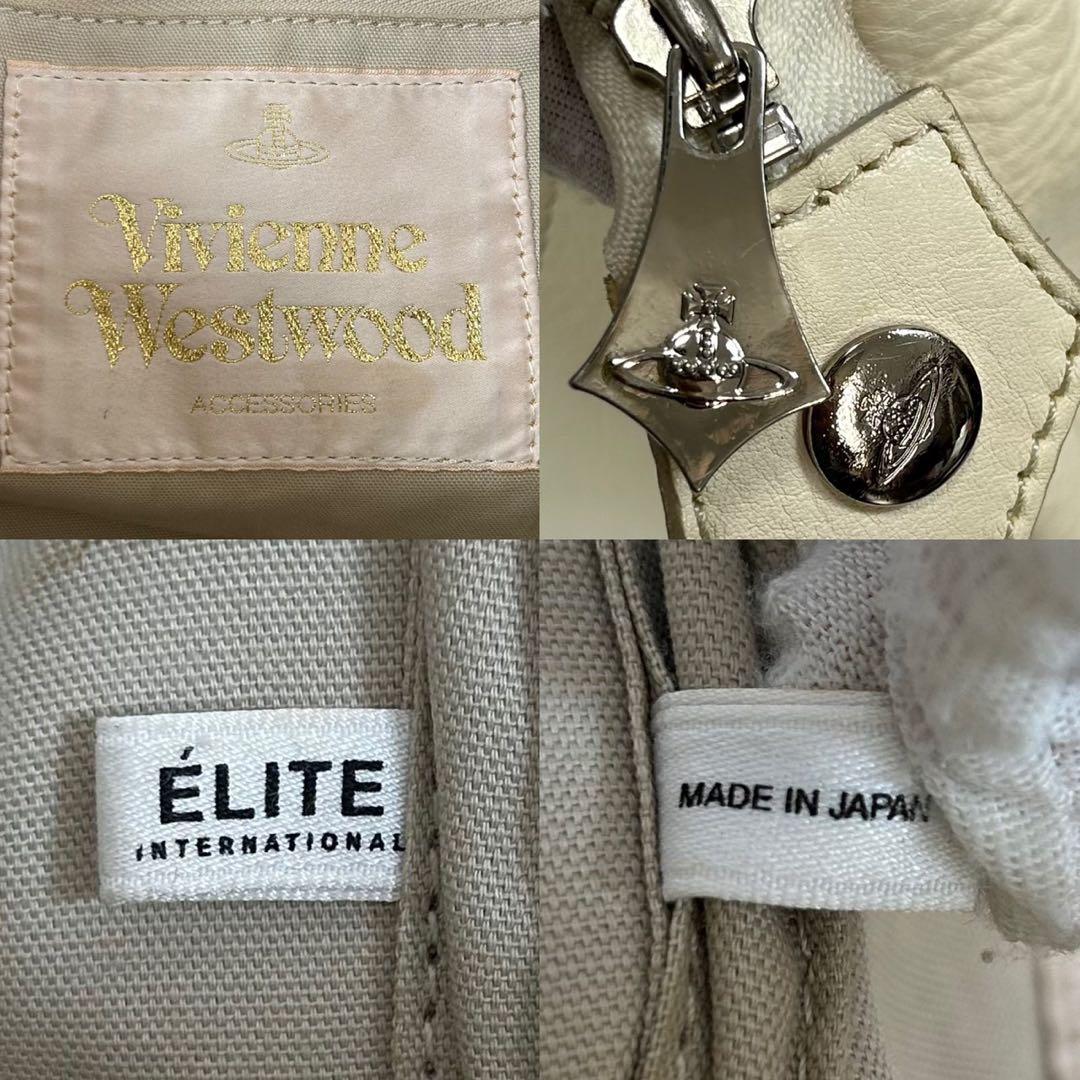 Vivienne
Westwood
ACCESSORIES
ÉLITE
INTERNATIONAL
MADE IN JAPAN